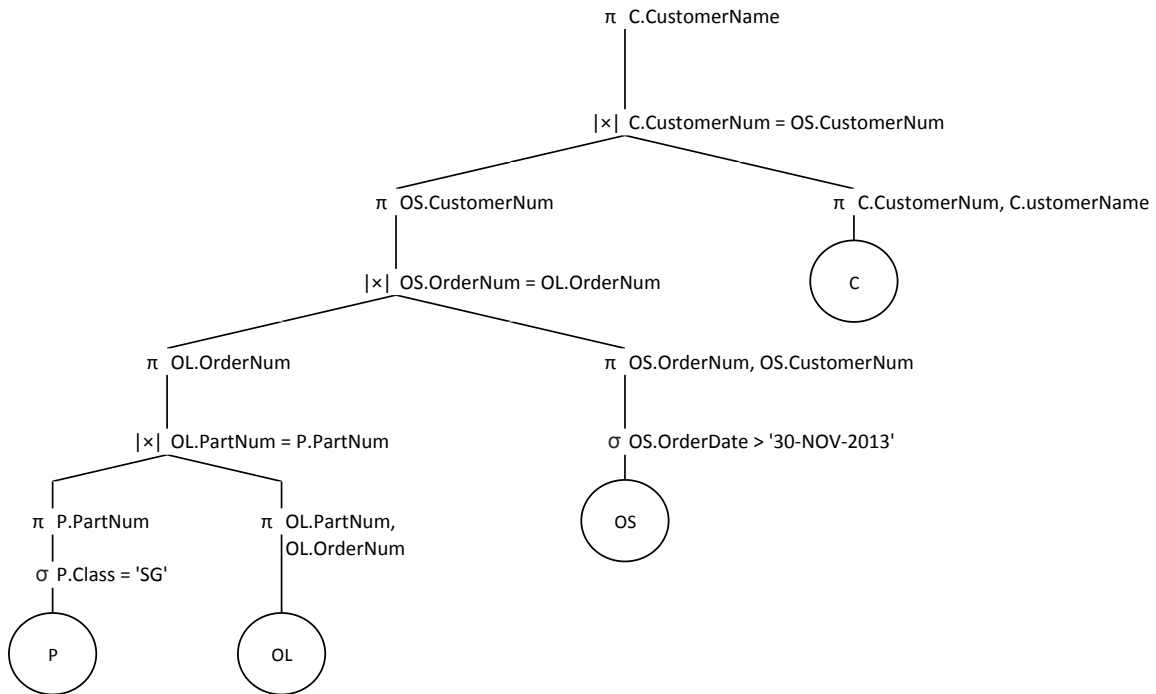 π C.CustomerName
|×| C.CustomerNum = OS.CustomerNum
π OS.CustomerNum
π C.CustomerNum, C.ustomerName
|×| OS.OrderNum = OL.OrderNum
C
π OL.OrderNum
π OS.OrderNum, OS.CustomerNum
|×| OL.PartNum = P.PartNum
σ OS.OrderDate > '30-NOV-2013'
π P.PartNum
π OL.PartNum,
OL.OrderNum
OS
σ P.Class = 'SG'
P
OL